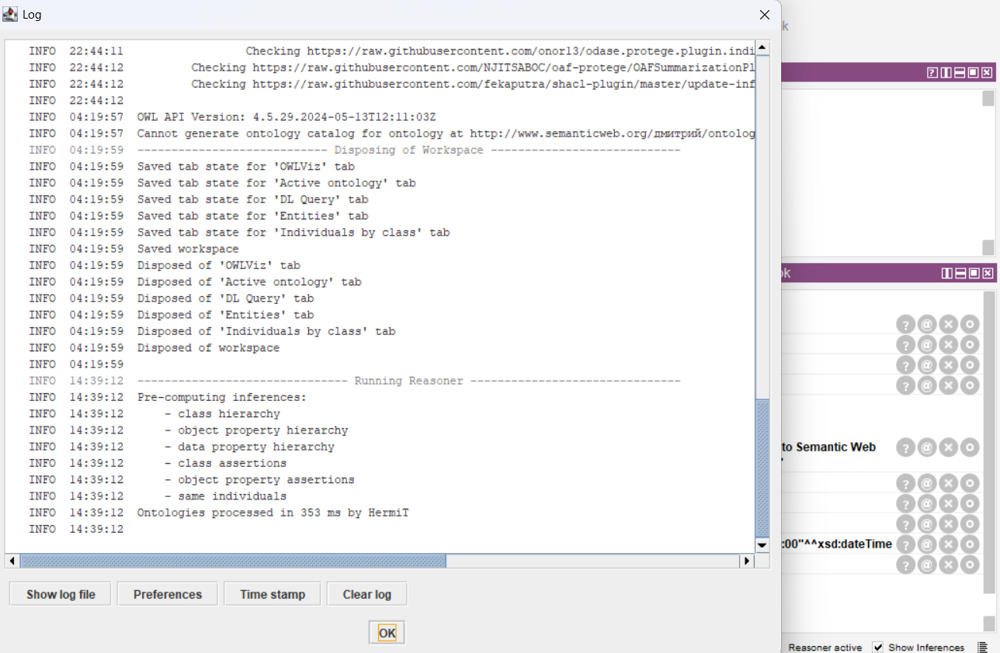 Log
k
INFO 22:44:11 Checking https://raw.githubusercontent.com/onor13/odase.protege.plugin.indi
INFO 22:44:12 Checking https://raw.githubusercontent.com/NJITSABOC/oaf-protege/OAFSummarizationPl
INFO 22:44:12 Checking https://raw.githubusercontent.com/fekaputra/shacl-plugin/master/update-inf
INFO 22:44:12
INFO 04:19:57 OWL API Version: 4.5.29.2024-05-13T12:11:03Z
INFO 04:19:57 Cannot generate ontology catalog for ontology at http://www.semanticweb.org/дмитрий/ontolog
INFO 04:19:59 ---------------------------- Disposing of Workspace ----------------------------
INFO 04:19:59 Saved tab state for 'OWLViz' tab
INFO 04:19:59 Saved tab state for 'Active ontology' tab
INFO 04:19:59 Saved tab state for 'DL Query' tab
INFO 04:19:59 Saved tab state for 'Entities' tab
INFO 04:19:59 Saved tab state for 'Individuals by class' tab
INFO 04:19:59 Saved workspace
INFO 04:19:59 Disposed of 'OWLViz' tab
INFO 04:19:59 Disposed of 'Active ontology' tab
INFO 04:19:59 Disposed of 'DL Query' tab
INFO 04:19:59 Disposed of 'Entities' tab
INFO 04:19:59 Disposed of 'Individuals by class' tab
INFO 04:19:59 Disposed of workspace
INFO 04:19:59
INFO 14:39:12 ------------------------------- Running Reasoner -------------------------------
INFO 14:39:12 Pre-computing inferences:
INFO 14:39:12 - class hierarchy
INFO 14:39:12 - object property hierarchy
INFO 14:39:12 - data property hierarchy
INFO 14:39:12 - class assertions
INFO 14:39:12 - object property assertions
INFO 14:39:12 - same individuals
INFO 14:39:12 Ontologies processed in 353 ms by HermiT
INFO 14:39:12
Show log file Preferences Time stamp Clear log
OK
ok
to Semantic Web
"
:00"^^xsd:dateTime
Reasoner active Show Inferences